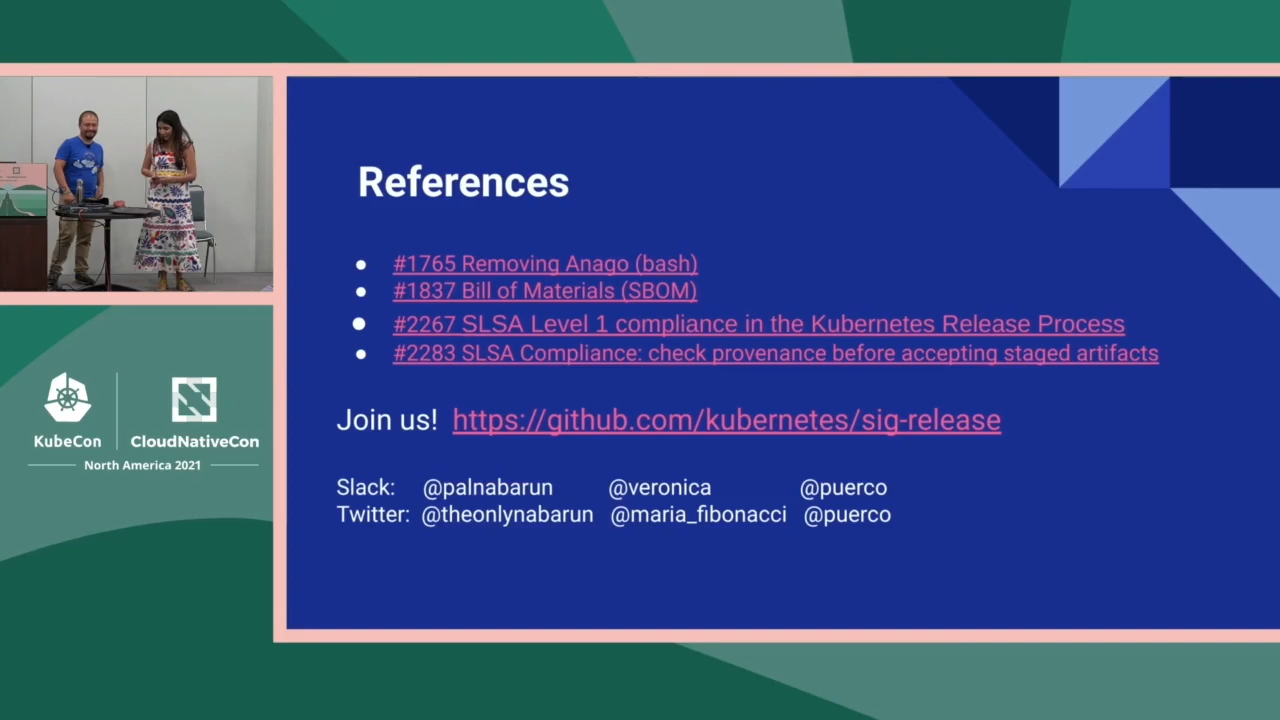 References
#1765 Removing Anago (bash)
#1837 Bill of Materials (SBOM)
#2267 SLSA Level 1 compliance in the Kubernetes Release Process
#2283 SLSA Compliance: check provenance before accepting staged artifacts
Join us! https://github.com/kubernetes/sig-release
Slack: @palnabarun @veronica @puerco
Twitter: @theonlynabarun @maria_fibonacci @puerco
KubeCon CloudNativeCon
North America 2021